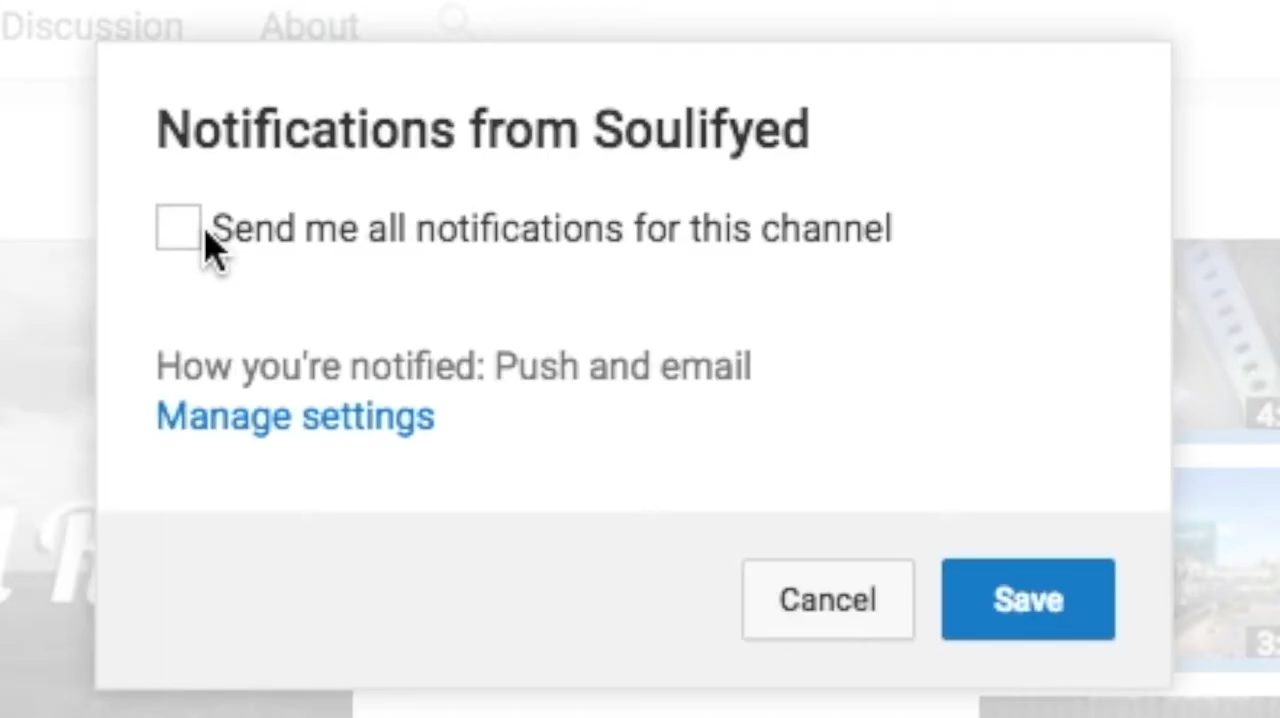 Discussion About
Notifications from Soulifyed
Send me all notifications for this channel
How you're notified: Push and email
Manage settings
Cancel Save